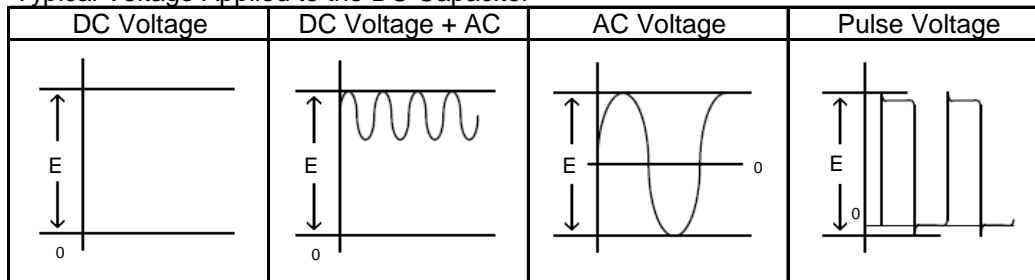 Typical Voltage Applied to the DC Capacitor
DC Voltage
DC Voltage + AC
AC Voltage
Pulse Voltage
E
0
E
0
E
0
E
0